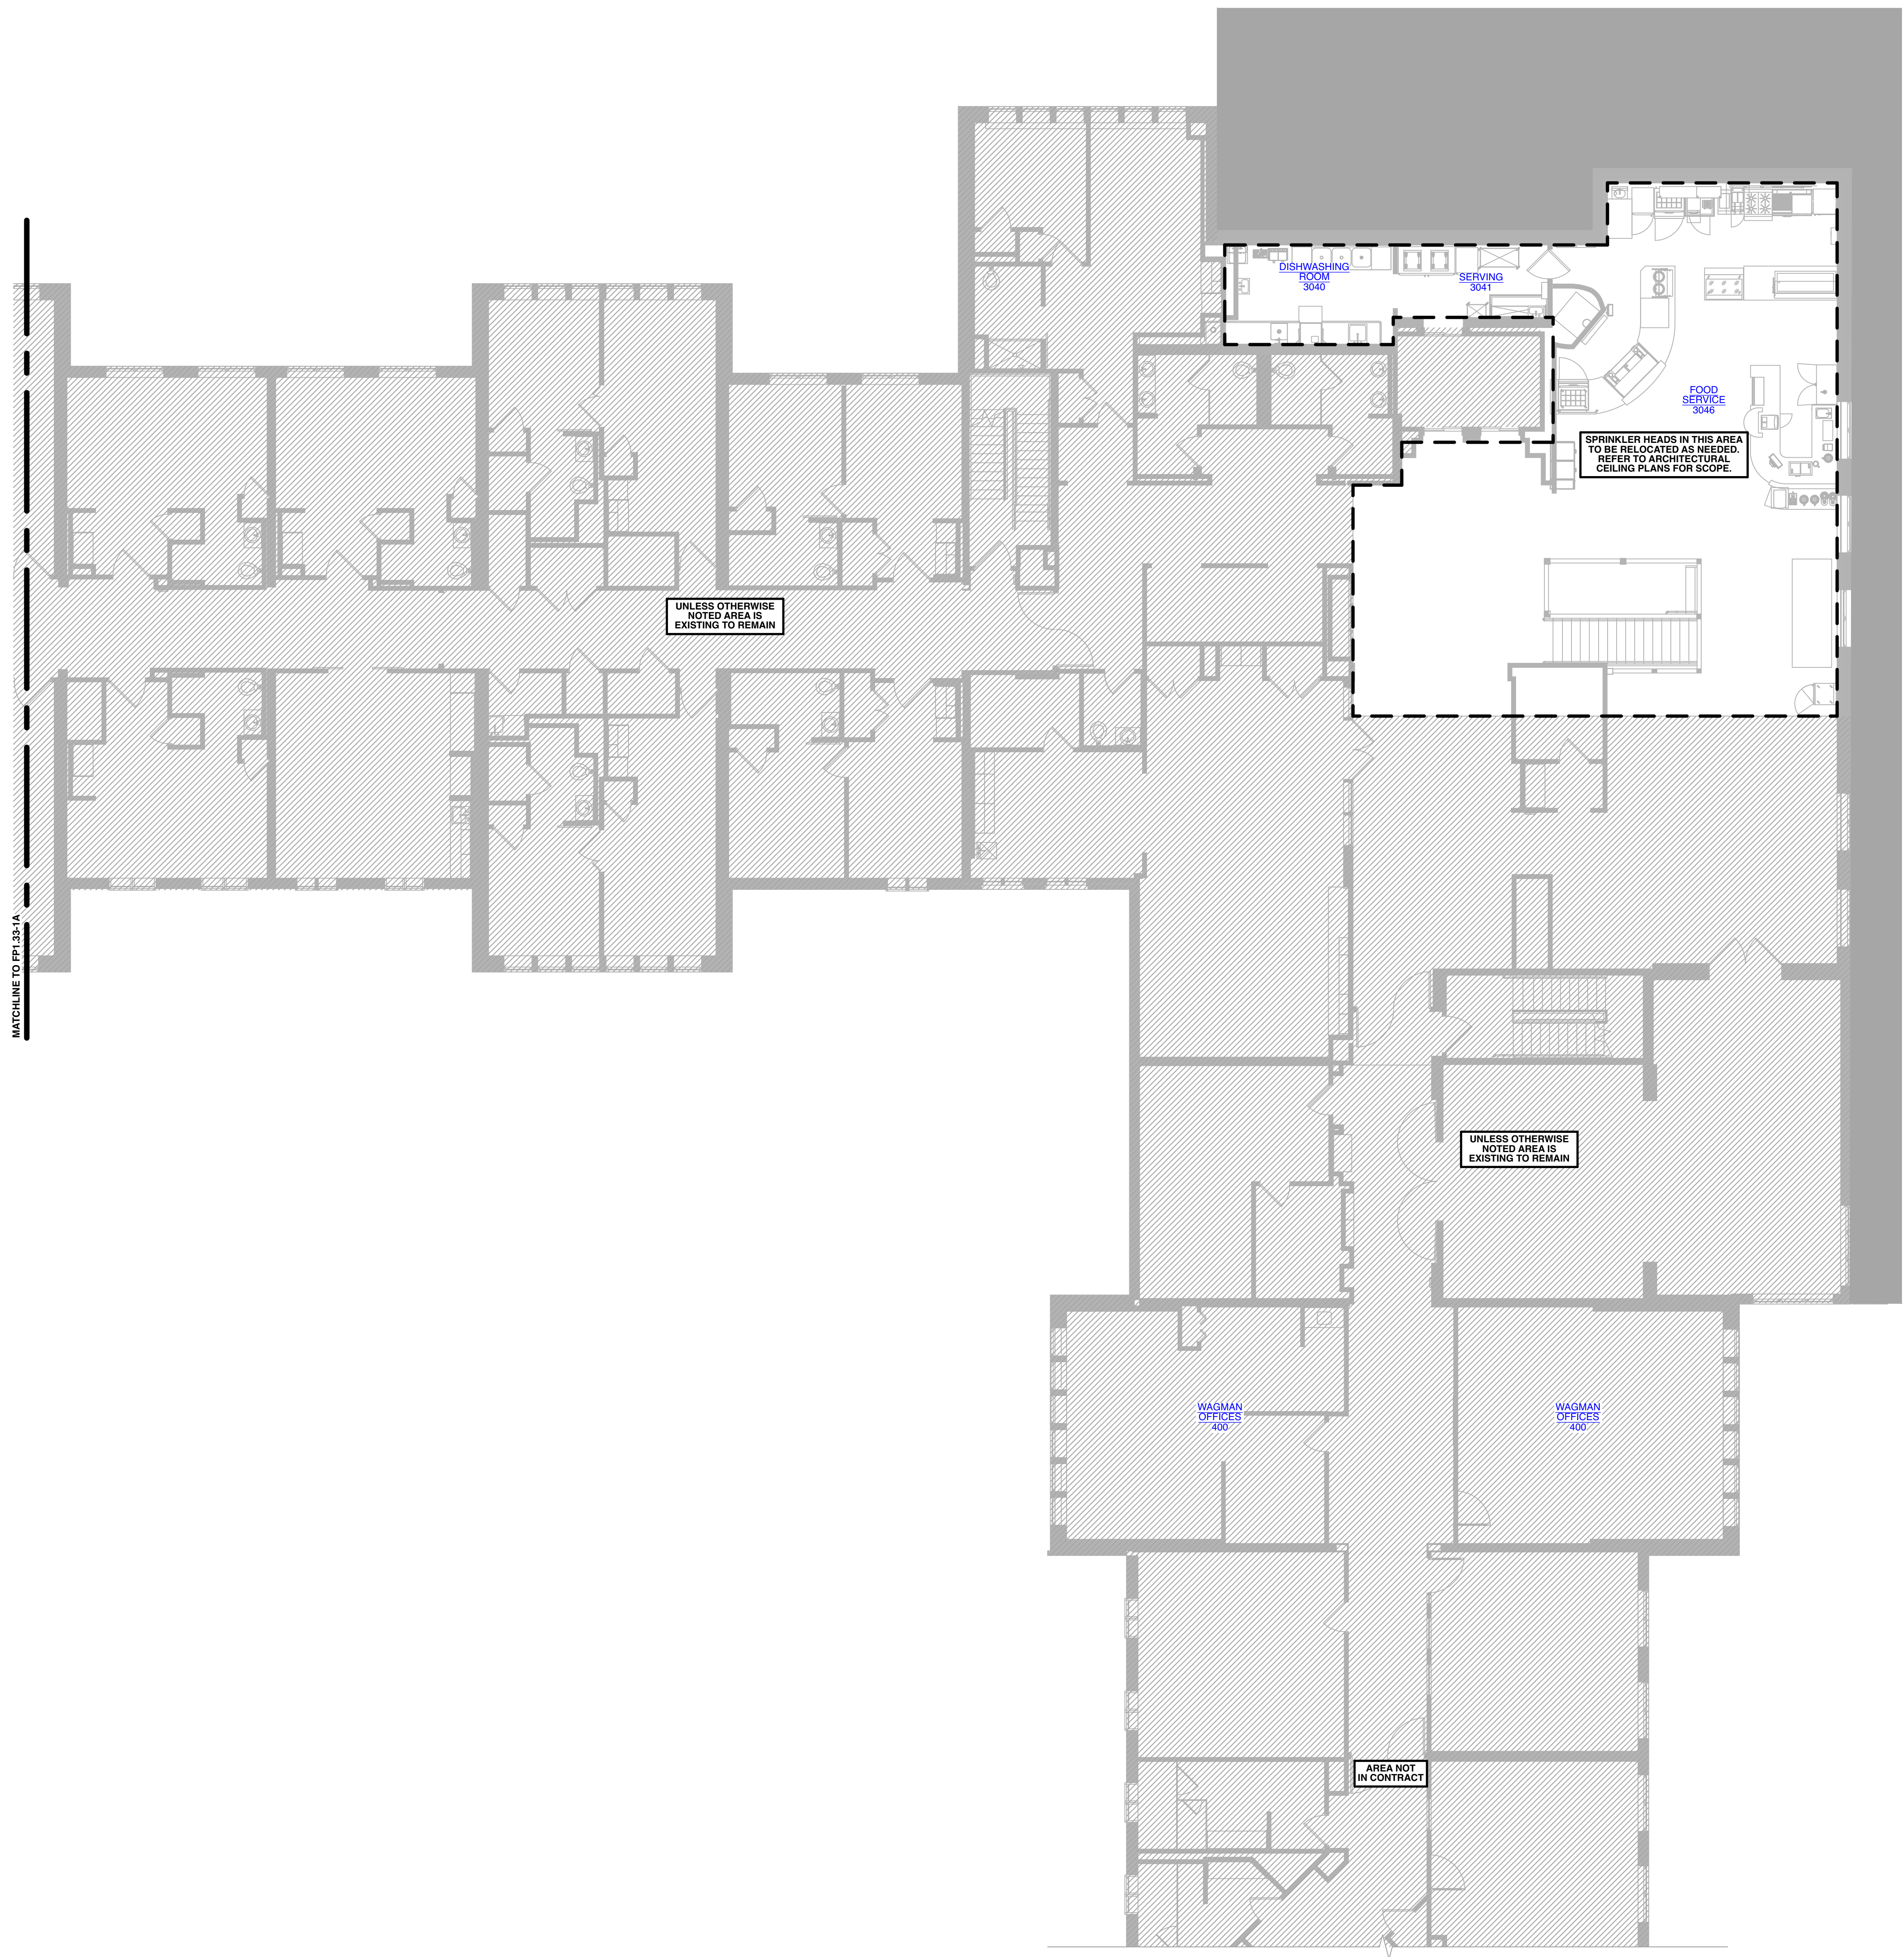 DISHWASHING
ROOM
3040
SERVING
3041
FOOD
SERVICE
3046
SPRINKLER HEADS IN THIS AREA
TO BE RELOCATED AS NEEDED.
REFER TO ARCHITECTURAL
CEILING PLANS FOR SCOPE.
UNLESS OTHERWISE
NOTED AREA IS
EXISTING TO REMAIN
MATCHLINE TO FP1.33-1A
UNLESS OTHERWISE
NOTED AREA IS
EXISTING TO REMAIN
WAGMAN
OFFICES
400
WAGMAN
OFFICES
400
AREA NOT
IN CONTRACT